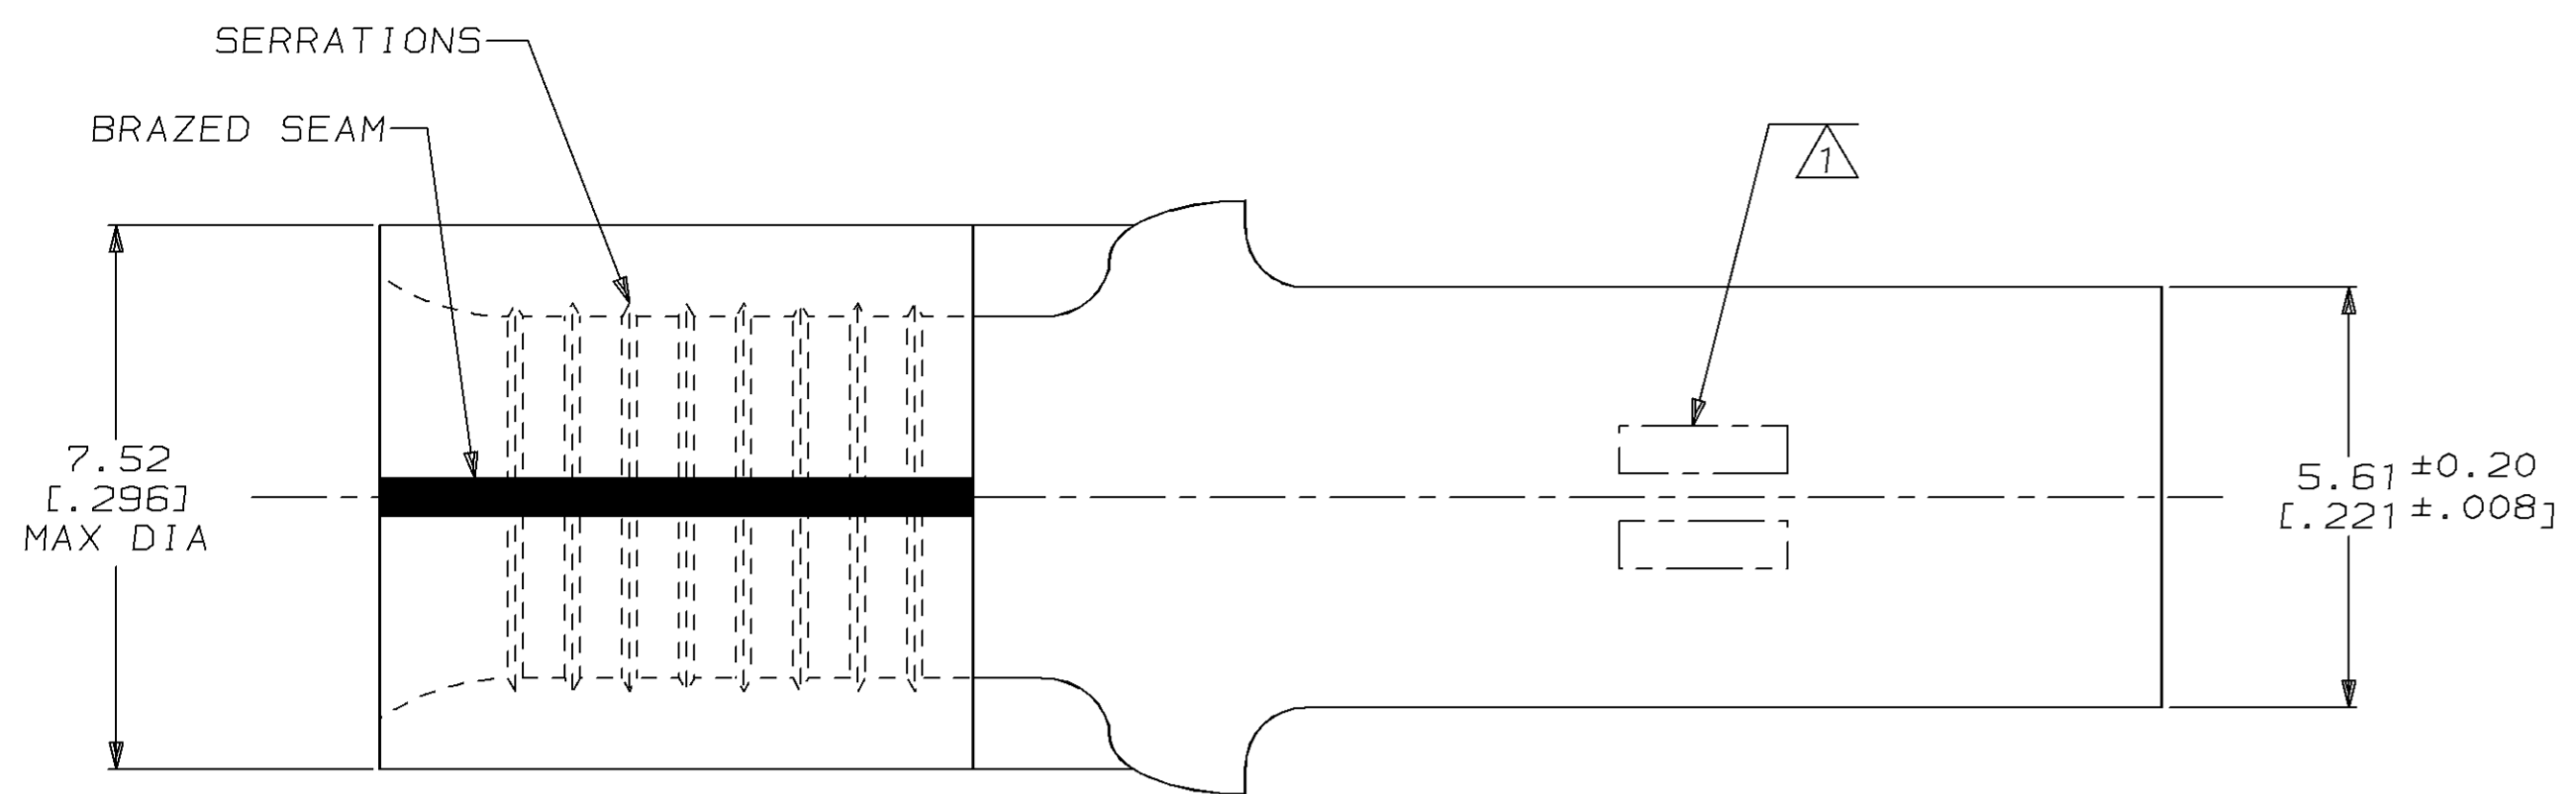 SERRATIONS
BRAZED SEAM
1
7.52
[.296]
MAX DIA
5.61 ±0.20
[.221 ±.008]